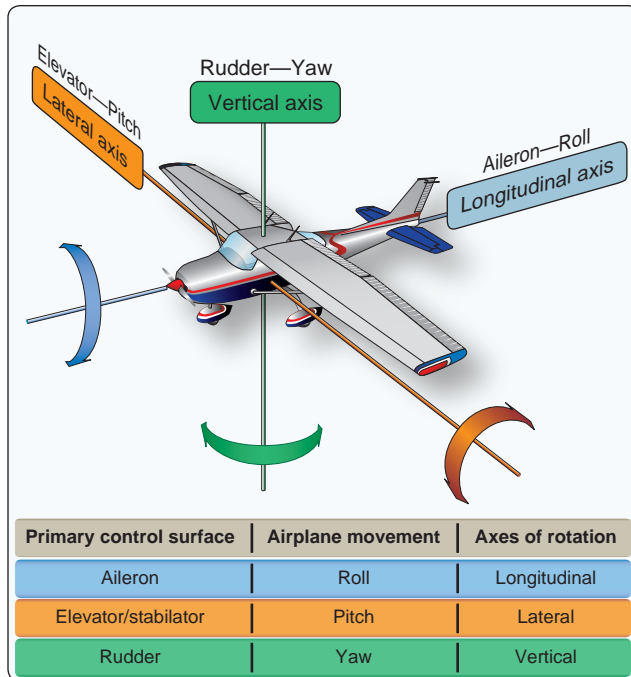 Elevator—Pitch
Lateral axis
Rudder—Yaw
Vertical axis
Aileron—Roll
Longitudinal axis
Primary control surface Airplane movement Axes of rotation
Aileron Roll Longitudinal
Elevator/stabilator Pitch Lateral
Rudder Yaw Vertical